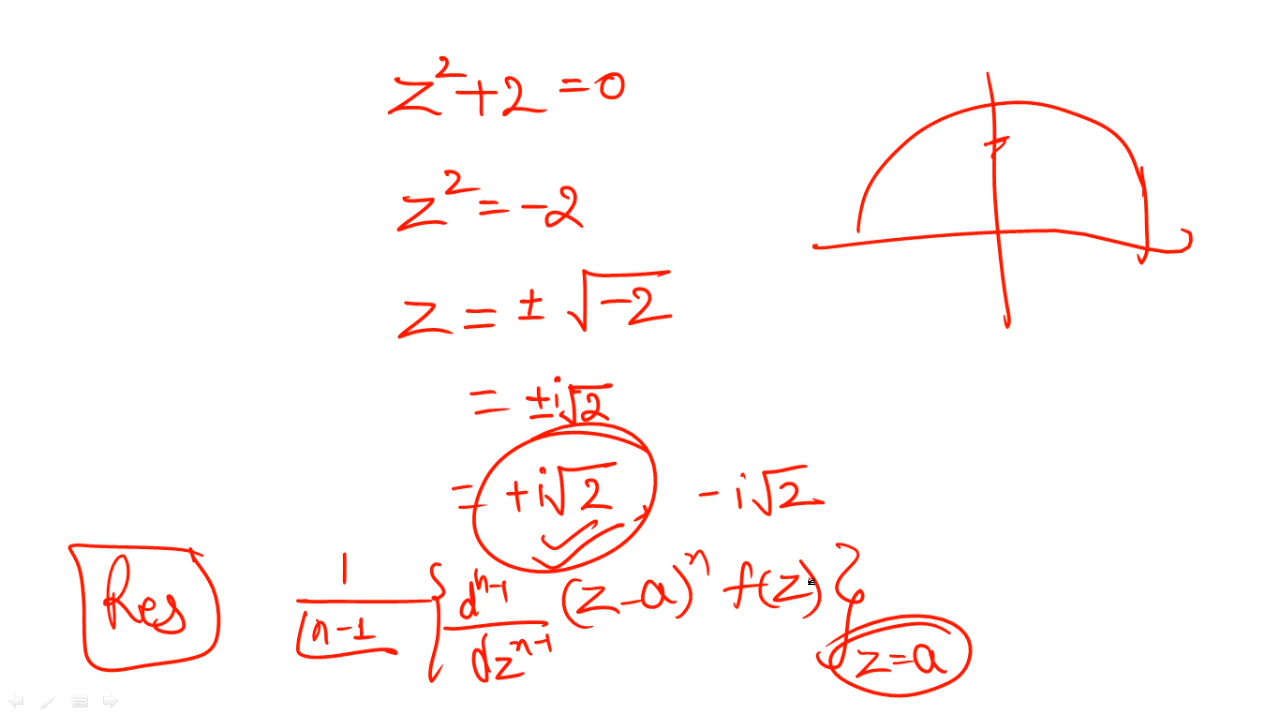 z² + 2 = 0
z² = -2
z = ± √-2
= ± i√2
= + i√2   - i√2
Res   1/|n-1 { d^(n-1)/dz^(n-1) (z-a)^n f(z) } z=a